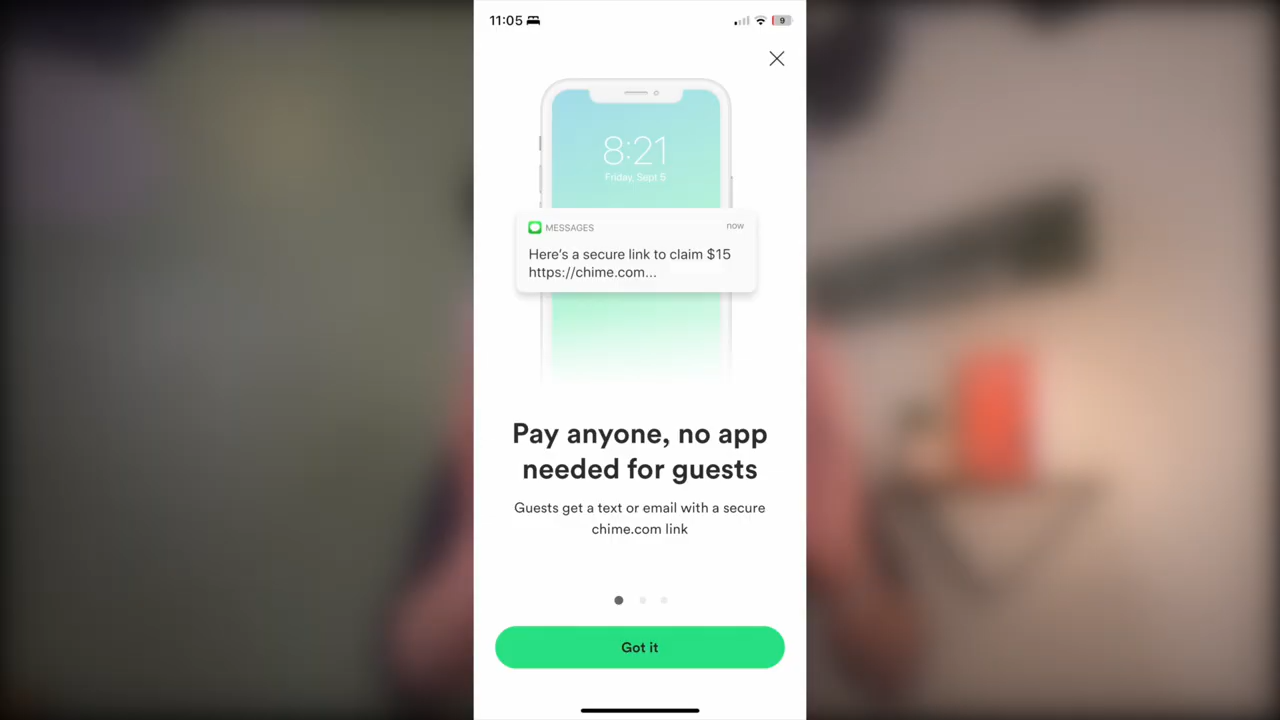 11:05
9
8:21
Friday, Sept 5
MESSAGES
now
Here's a secure link to claim $15
https://chime.com...
Pay anyone, no app
needed for guests
Guests get a text or email with a secure
chime.com link
Got it